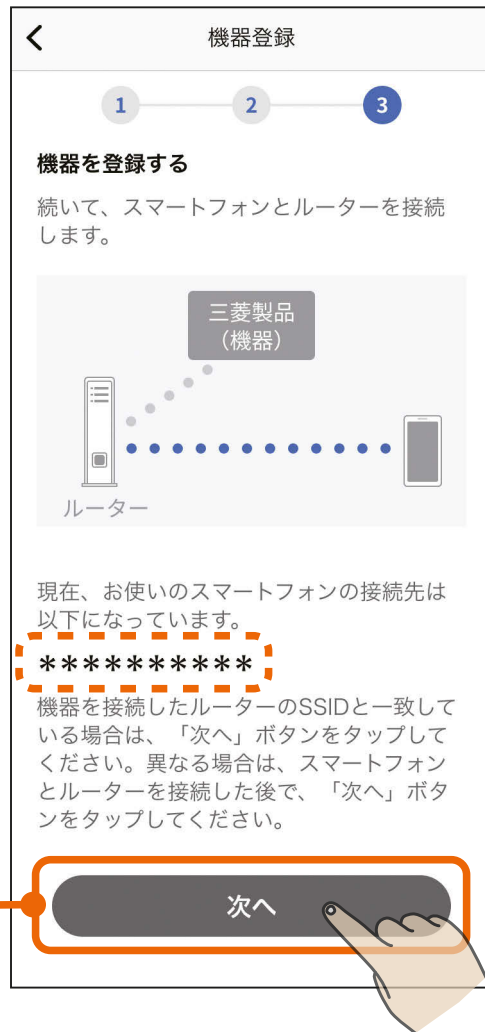 機器登録
1 2 3
機器を登録する
続いて、スマートフォンとルーターを接続
します。
三菱製品
（機器）
ルーター
現在、お使いのスマートフォンの接続先は
以下になっています。
**********
機器を接続したルーターのSSIDと一致して
いる場合は、「次へ」ボタンをタップして
ください。異なる場合は、スマートフォン
とルーターを接続した後で、「次へ」ボタ
ンをタップしてください。
次へ